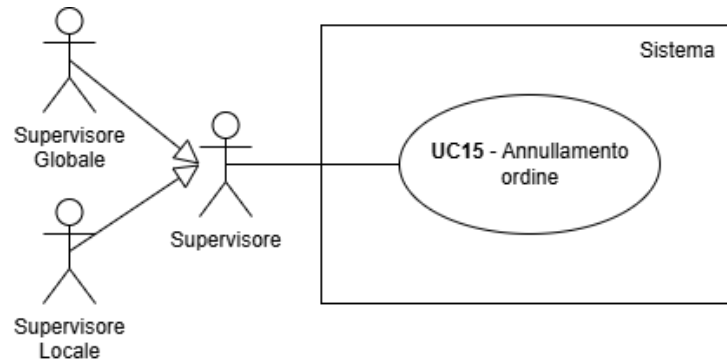 Sistema
Supervisore
Globale
UC15 - Annullamento
ordine
Supervisore
Supervisore
Locale